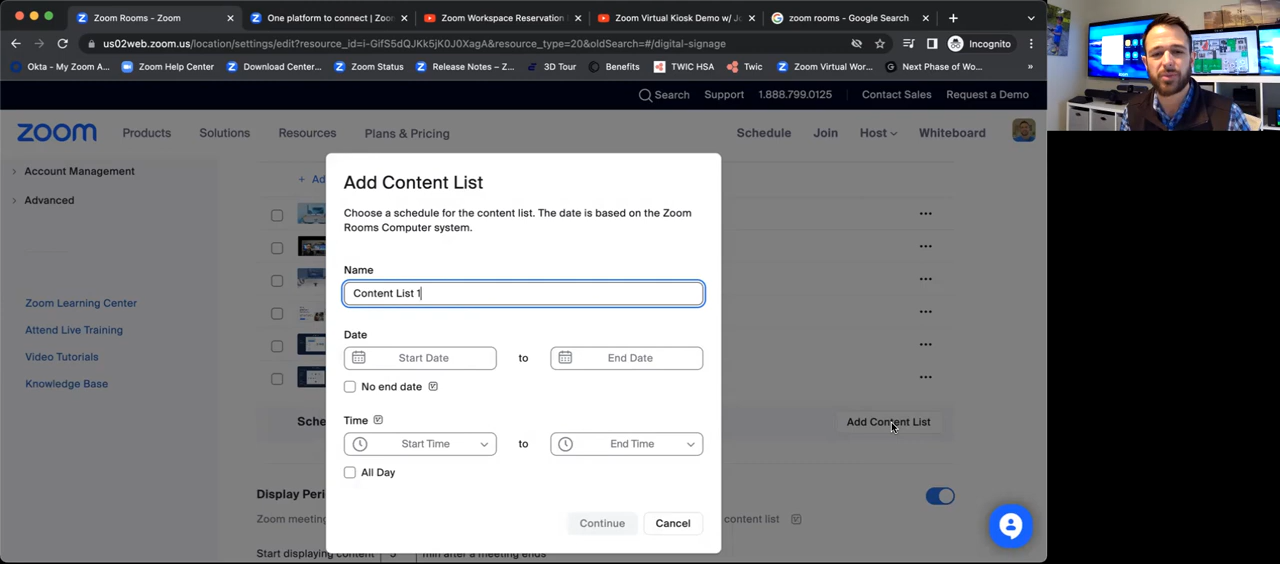 Zoom Rooms - Zoom
One platform to connect | Zoo
Zoom Workspace Reservation
Zoom Virtual Kiosk Demo w/ J
zoom rooms - Google Search
us02web.zoom.us/location/settings/edit?resource_id=i-GifS5dQJKk5jK0J0XagA&resource_type=20&oldSearch=#/digital-signage
Incognito
Okta - My Zoom A...
Zoom Help Center
Download Center...
Zoom Status
Release Notes – Z...
3D Tour
Benefits
TWIC HSA
Twic
Zoom Virtual Wor...
Next Phase of Wo...
»
Search
Support
1.888.799.0125
Contact Sales
Request a Demo
zoom
Products
Solutions
Resources
Plans & Pricing
Schedule
Join
Host
Whiteboard
Account Management
Advanced
Zoom Learning Center
Attend Live Training
Video Tutorials
Knowledge Base
+ Ad
Add Content List
Choose a schedule for the content list. The date is based on the Zoom
Rooms Computer system.
Name
Content List 1
Date
Start Date
to
End Date
No end date
Time
Start Time
to
End Time
All Day
Continue
Cancel
Sche
Add Content List
Display Peri
Zoom meeting
content list
Start displaying content
min after a meeting ends